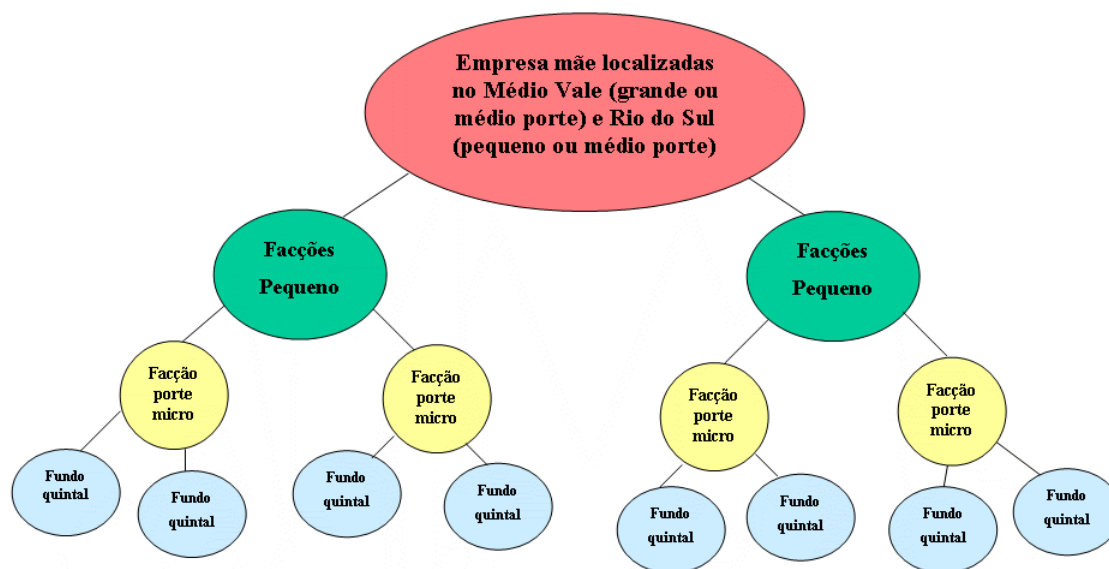 Empresa mãe localizadas
no Médio Vale (grande ou
médio porte) e Rio do Sul
(pequeno ou médio porte)
Facções
Pequeno
Facções
Pequeno
Facção
porte
micro
Facção
porte
micro
Facção
porte
micro
Facção
porte
micro
Fundo
quintal
Fundo
quintal
Fundo
quintal
Fundo
quintal
Fundo
quintal
Fundo
quintal
Fundo
quintal
Fundo
quintal